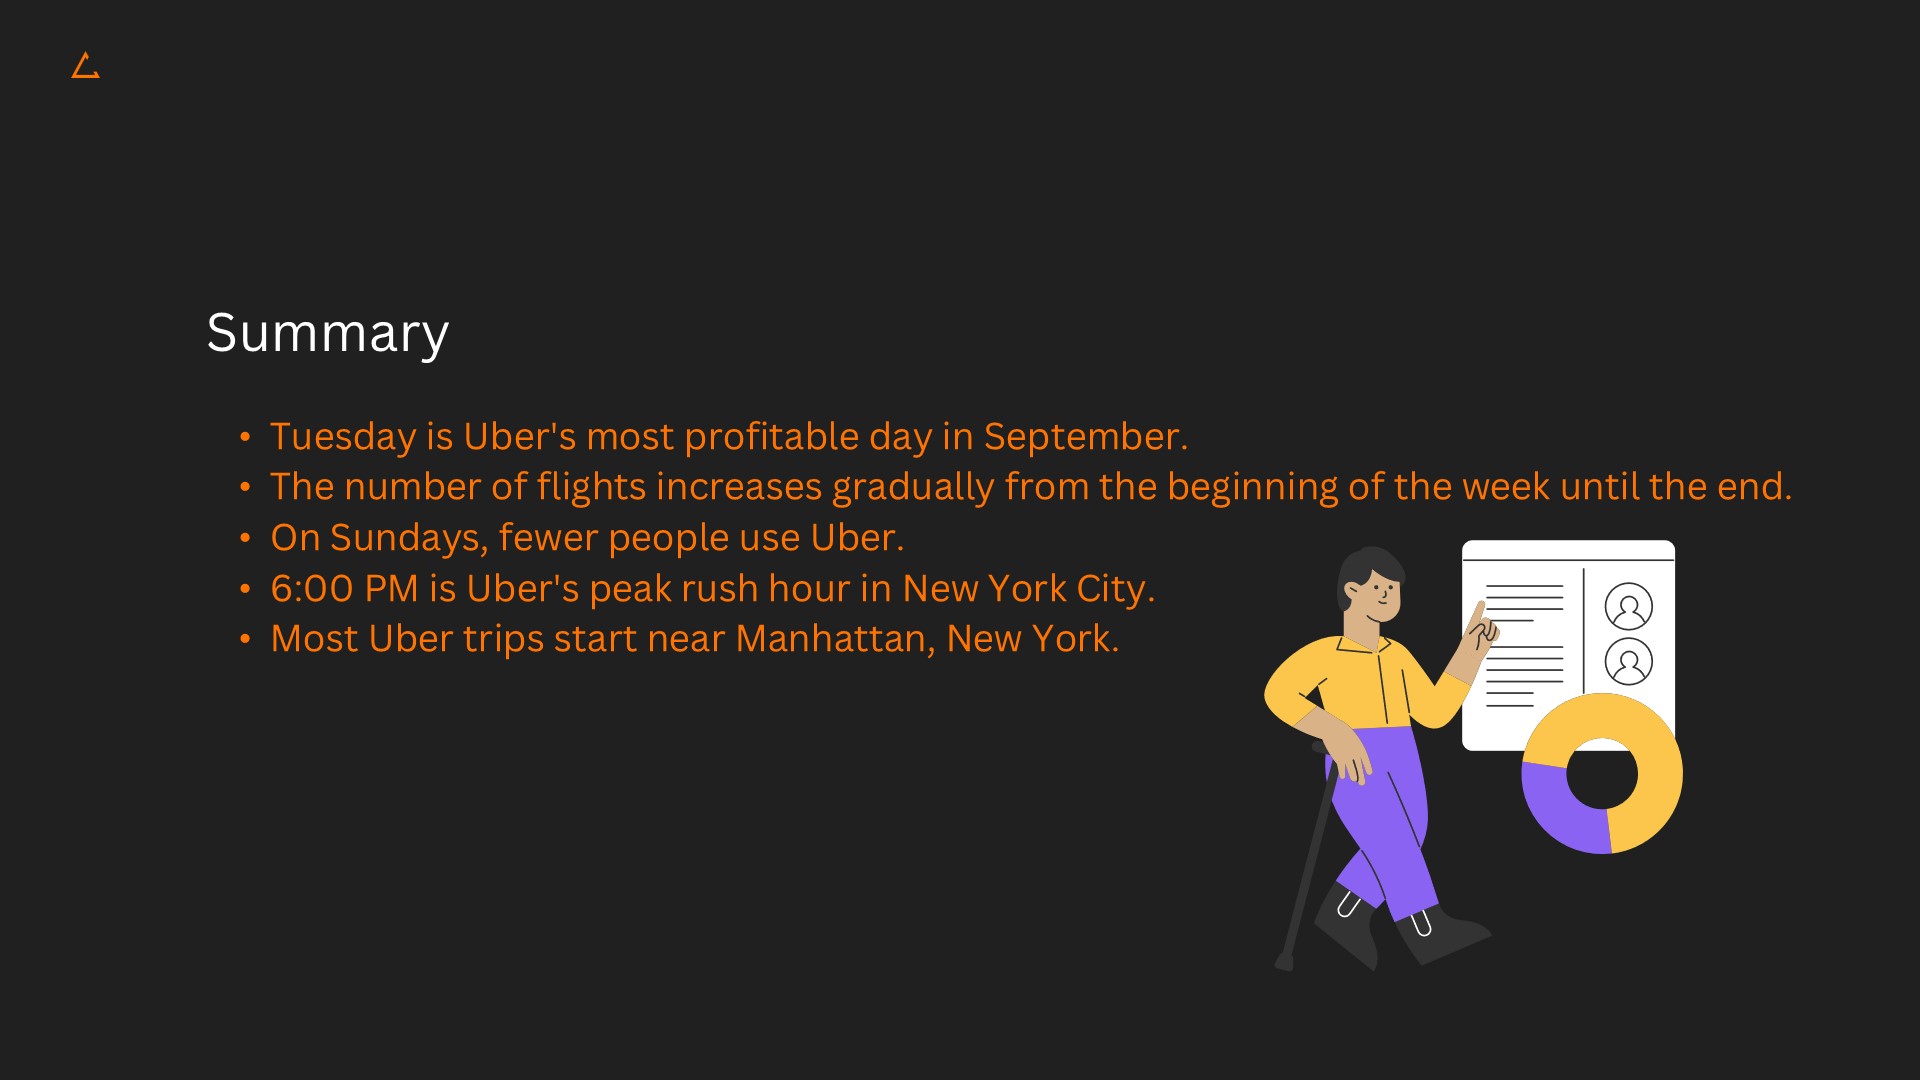 Summary
• Tuesday is Uber's most profitable day in September.
• The number of flights increases gradually from the beginning of the week until the end.
• On Sundays, fewer people use Uber.
• 6:00 PM is Uber's peak rush hour in New York City.
• Most Uber trips start near Manhattan, New York.